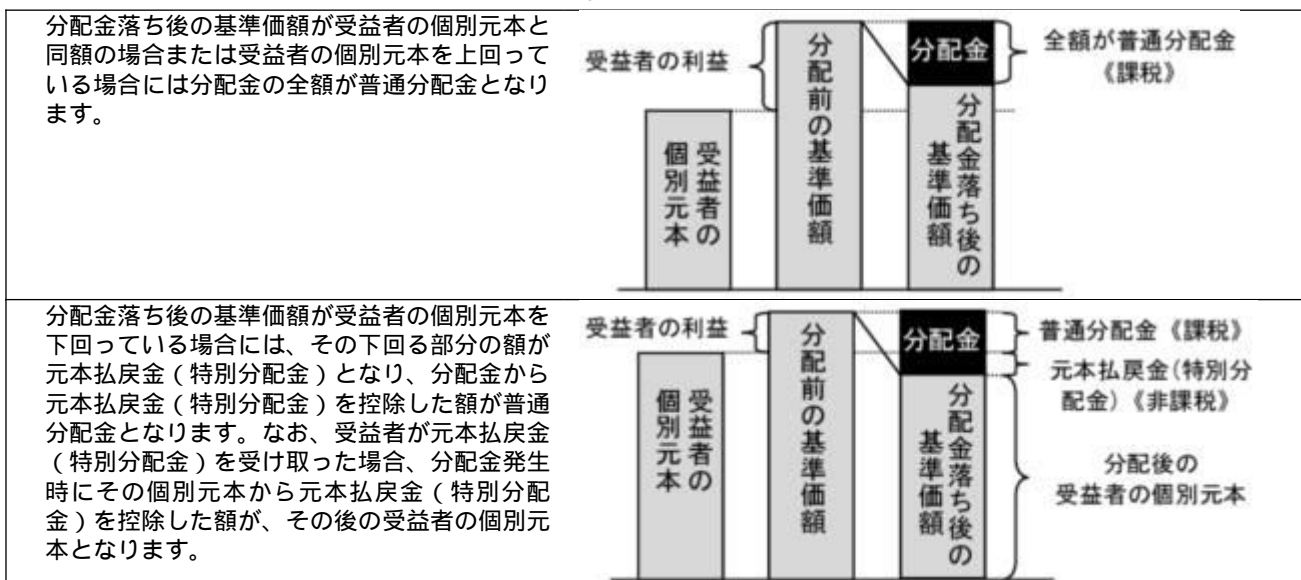 分配金落ち後の基準価額が受益者の個別元本と
同額の場合または受益者の個別元本を上回って
いる場合には分配金の全額が普通分配金となり
ます。
受益者の利益
受益者の
個別元本
分配前の基準価額
分配金
分配金落ち後の
基準価額
全額が普通分配金
《課税》
分配金落ち後の基準価額が受益者の個別元本を
下回っている場合には、その下回る部分の額が
元本払戻金(特別分配金)となり、分配金から
元本払戻金(特別分配金)を控除した額が普通
分配金となります。なお、受益者が元本払戻金
(特別分配金)を受け取った場合、分配金発生
時にその個別元本から元本払戻金(特別分配
金)を控除した額が、その後の受益者の個別元
本となります。
受益者の利益
受益者の
個別元本
分配前の基準価額
分配金
分配金落ち後の
基準価額
普通分配金《課税》
元本払戻金(特別分
配金)《非課税》
分配後の
受益者の個別元本